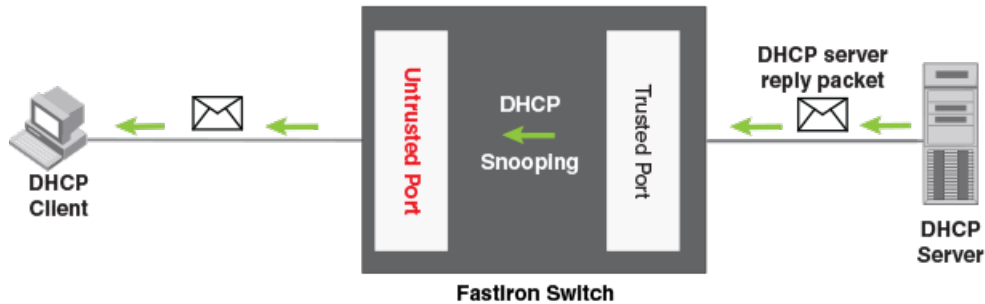 DHCP
Client
Untrusted Port
DHCP
Snooping
Trusted Port
DHCP server
reply packet
DHCP
Server
FastIron Switch